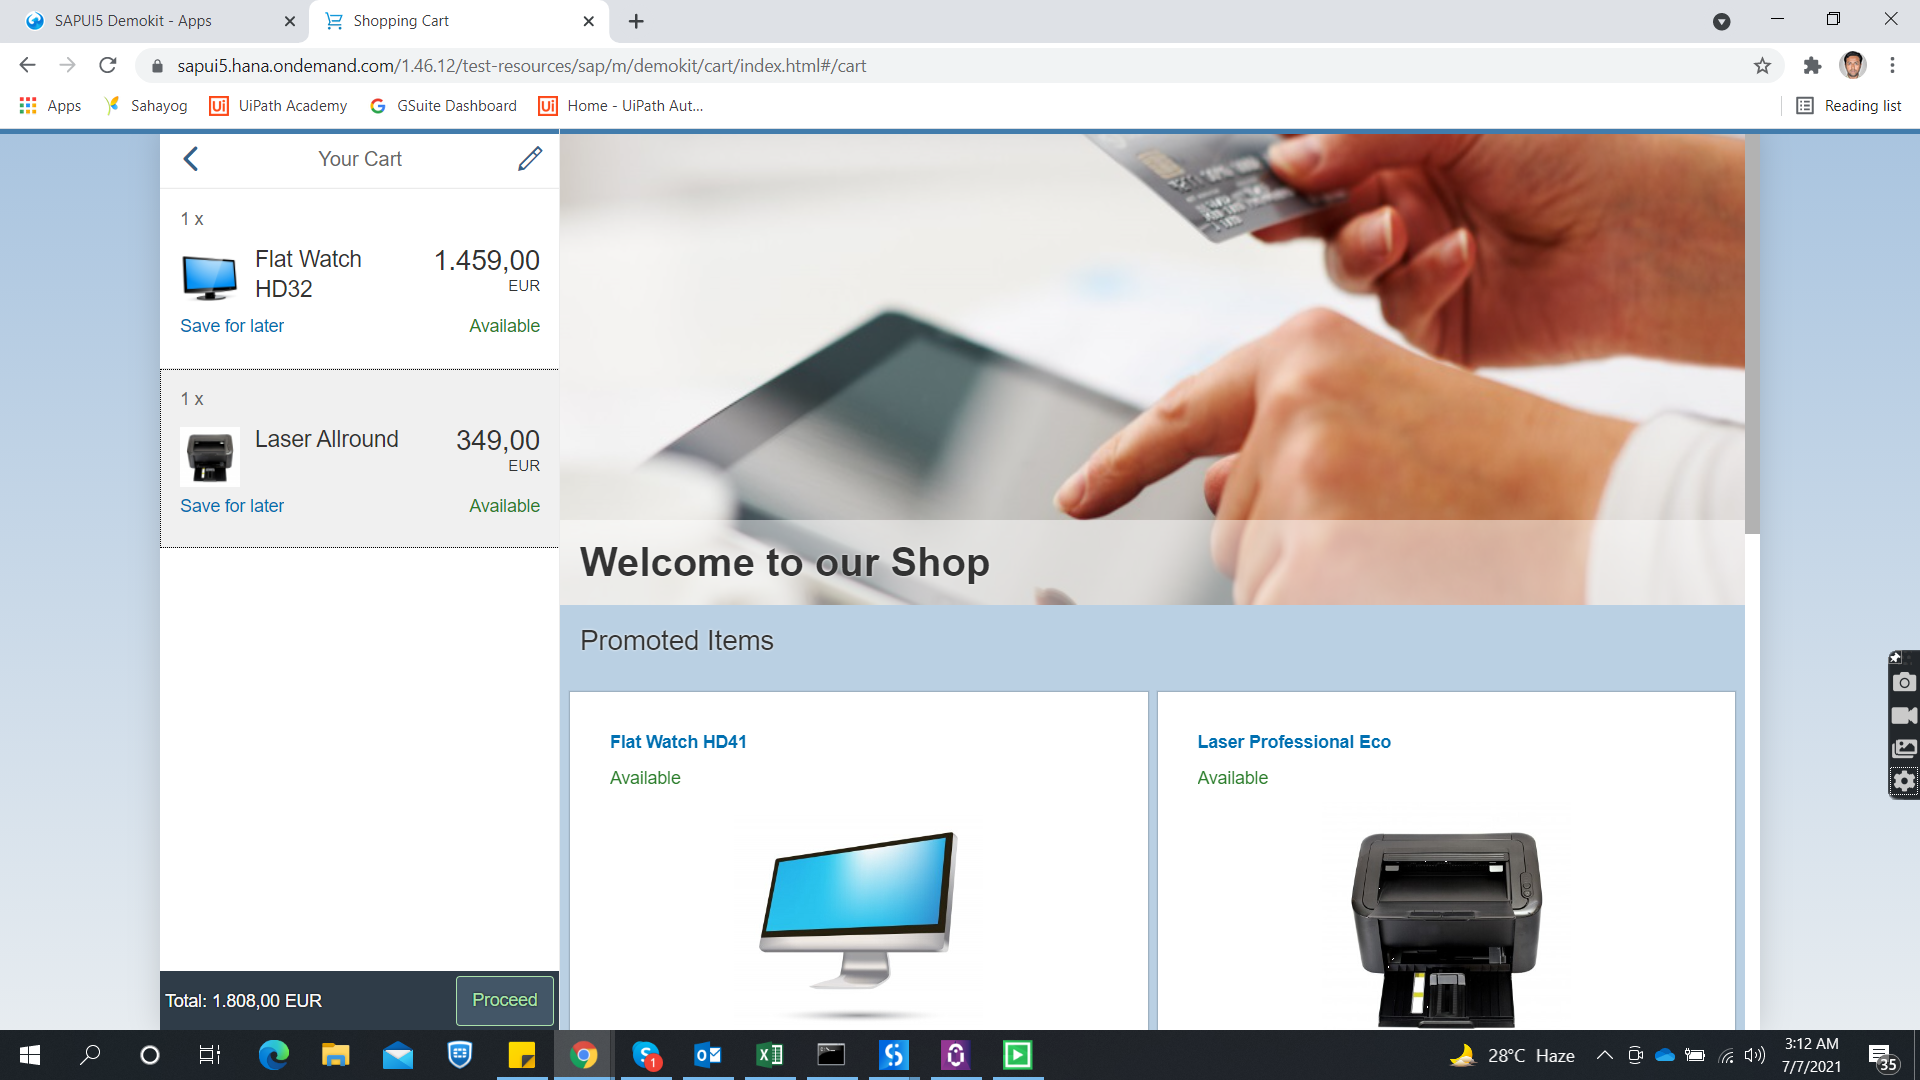 SAPUI5 Demokit - Apps
Shopping Cart
sapui5.hana.ondemand.com/1.46.12/test-resources/sap/m/demokit/cart/index.html#/cart
Apps
Sahayog
Ui
UiPath Academy
G
GSuite Dashboard
Ui
Home - UiPath Aut...
Reading list
Your Cart
1 x
Flat Watch HD32
1.459,00
EUR
Save for later
Available
1 x
Laser Allround
349,00
EUR
Save for later
Available
Total: 1.808,00 EUR
Proceed
Welcome to our Shop
Promoted Items
Flat Watch HD41
Available
Laser Professional Eco
Available
1
28°C Haze
3:12 AM
7/7/2021
35